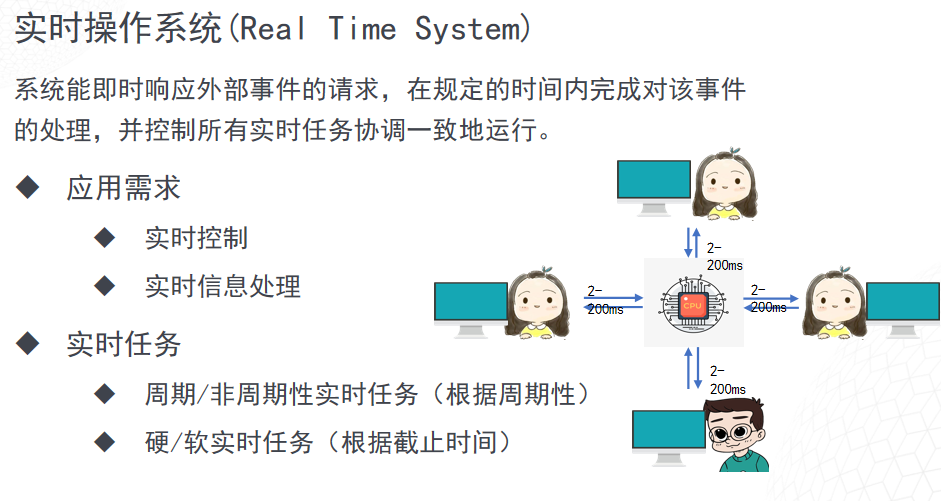 实时操作系统(Real Time System)
系统能即时响应外部事件的请求，在规定的时间内完成对该事件
的处理，并控制所有实时任务协调一致地运行。
◆ 应用需求
◆ 实时控制
◆ 实时信息处理
◆ 实时任务
◆ 周期/非周期性实时任务（根据周期性）
◆ 硬/软实时任务（根据截止时间）
2-
200ms
2-
200ms
CPU
2-
200ms
2-
200ms